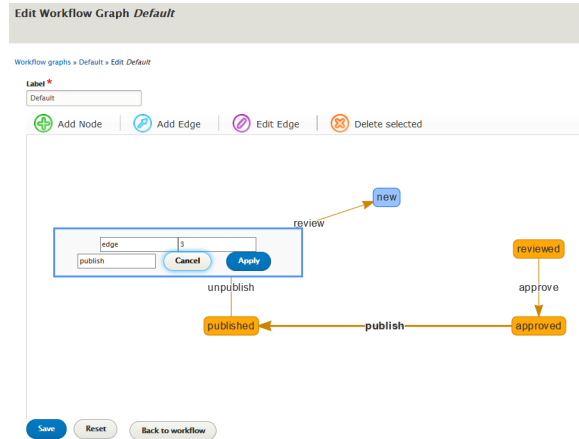 Edit Workflow Graph Default
Workflow graphs » Default » Edit Default
Label *
Default
Add Node
Add Edge
Edit Edge
Delete selected
new
review
edge
3
publish
Cancel
Apply
reviewed
unpublish
approve
published
publish
approved
Save
Reset
Back to workflow